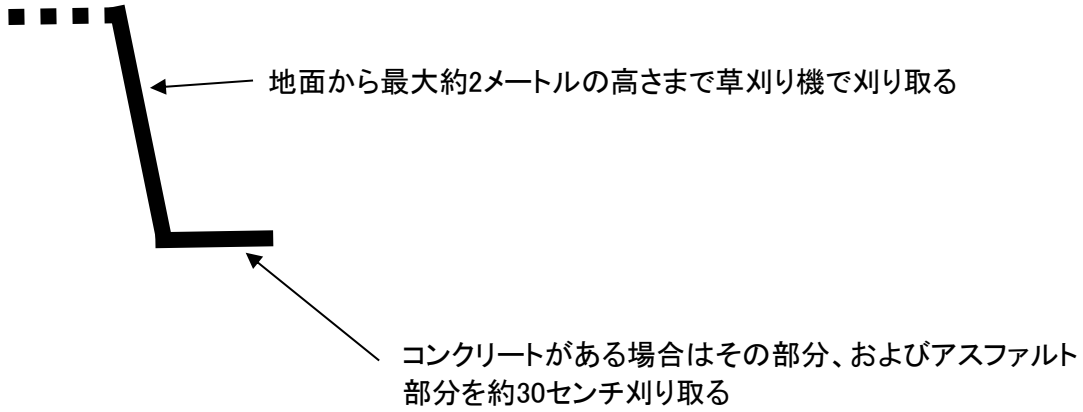 地面から最大約2メートルの高さまで草刈り機で刈り取る
コンクリートがある場合はその部分、およびアスファルト
部分を約30センチ刈り取る